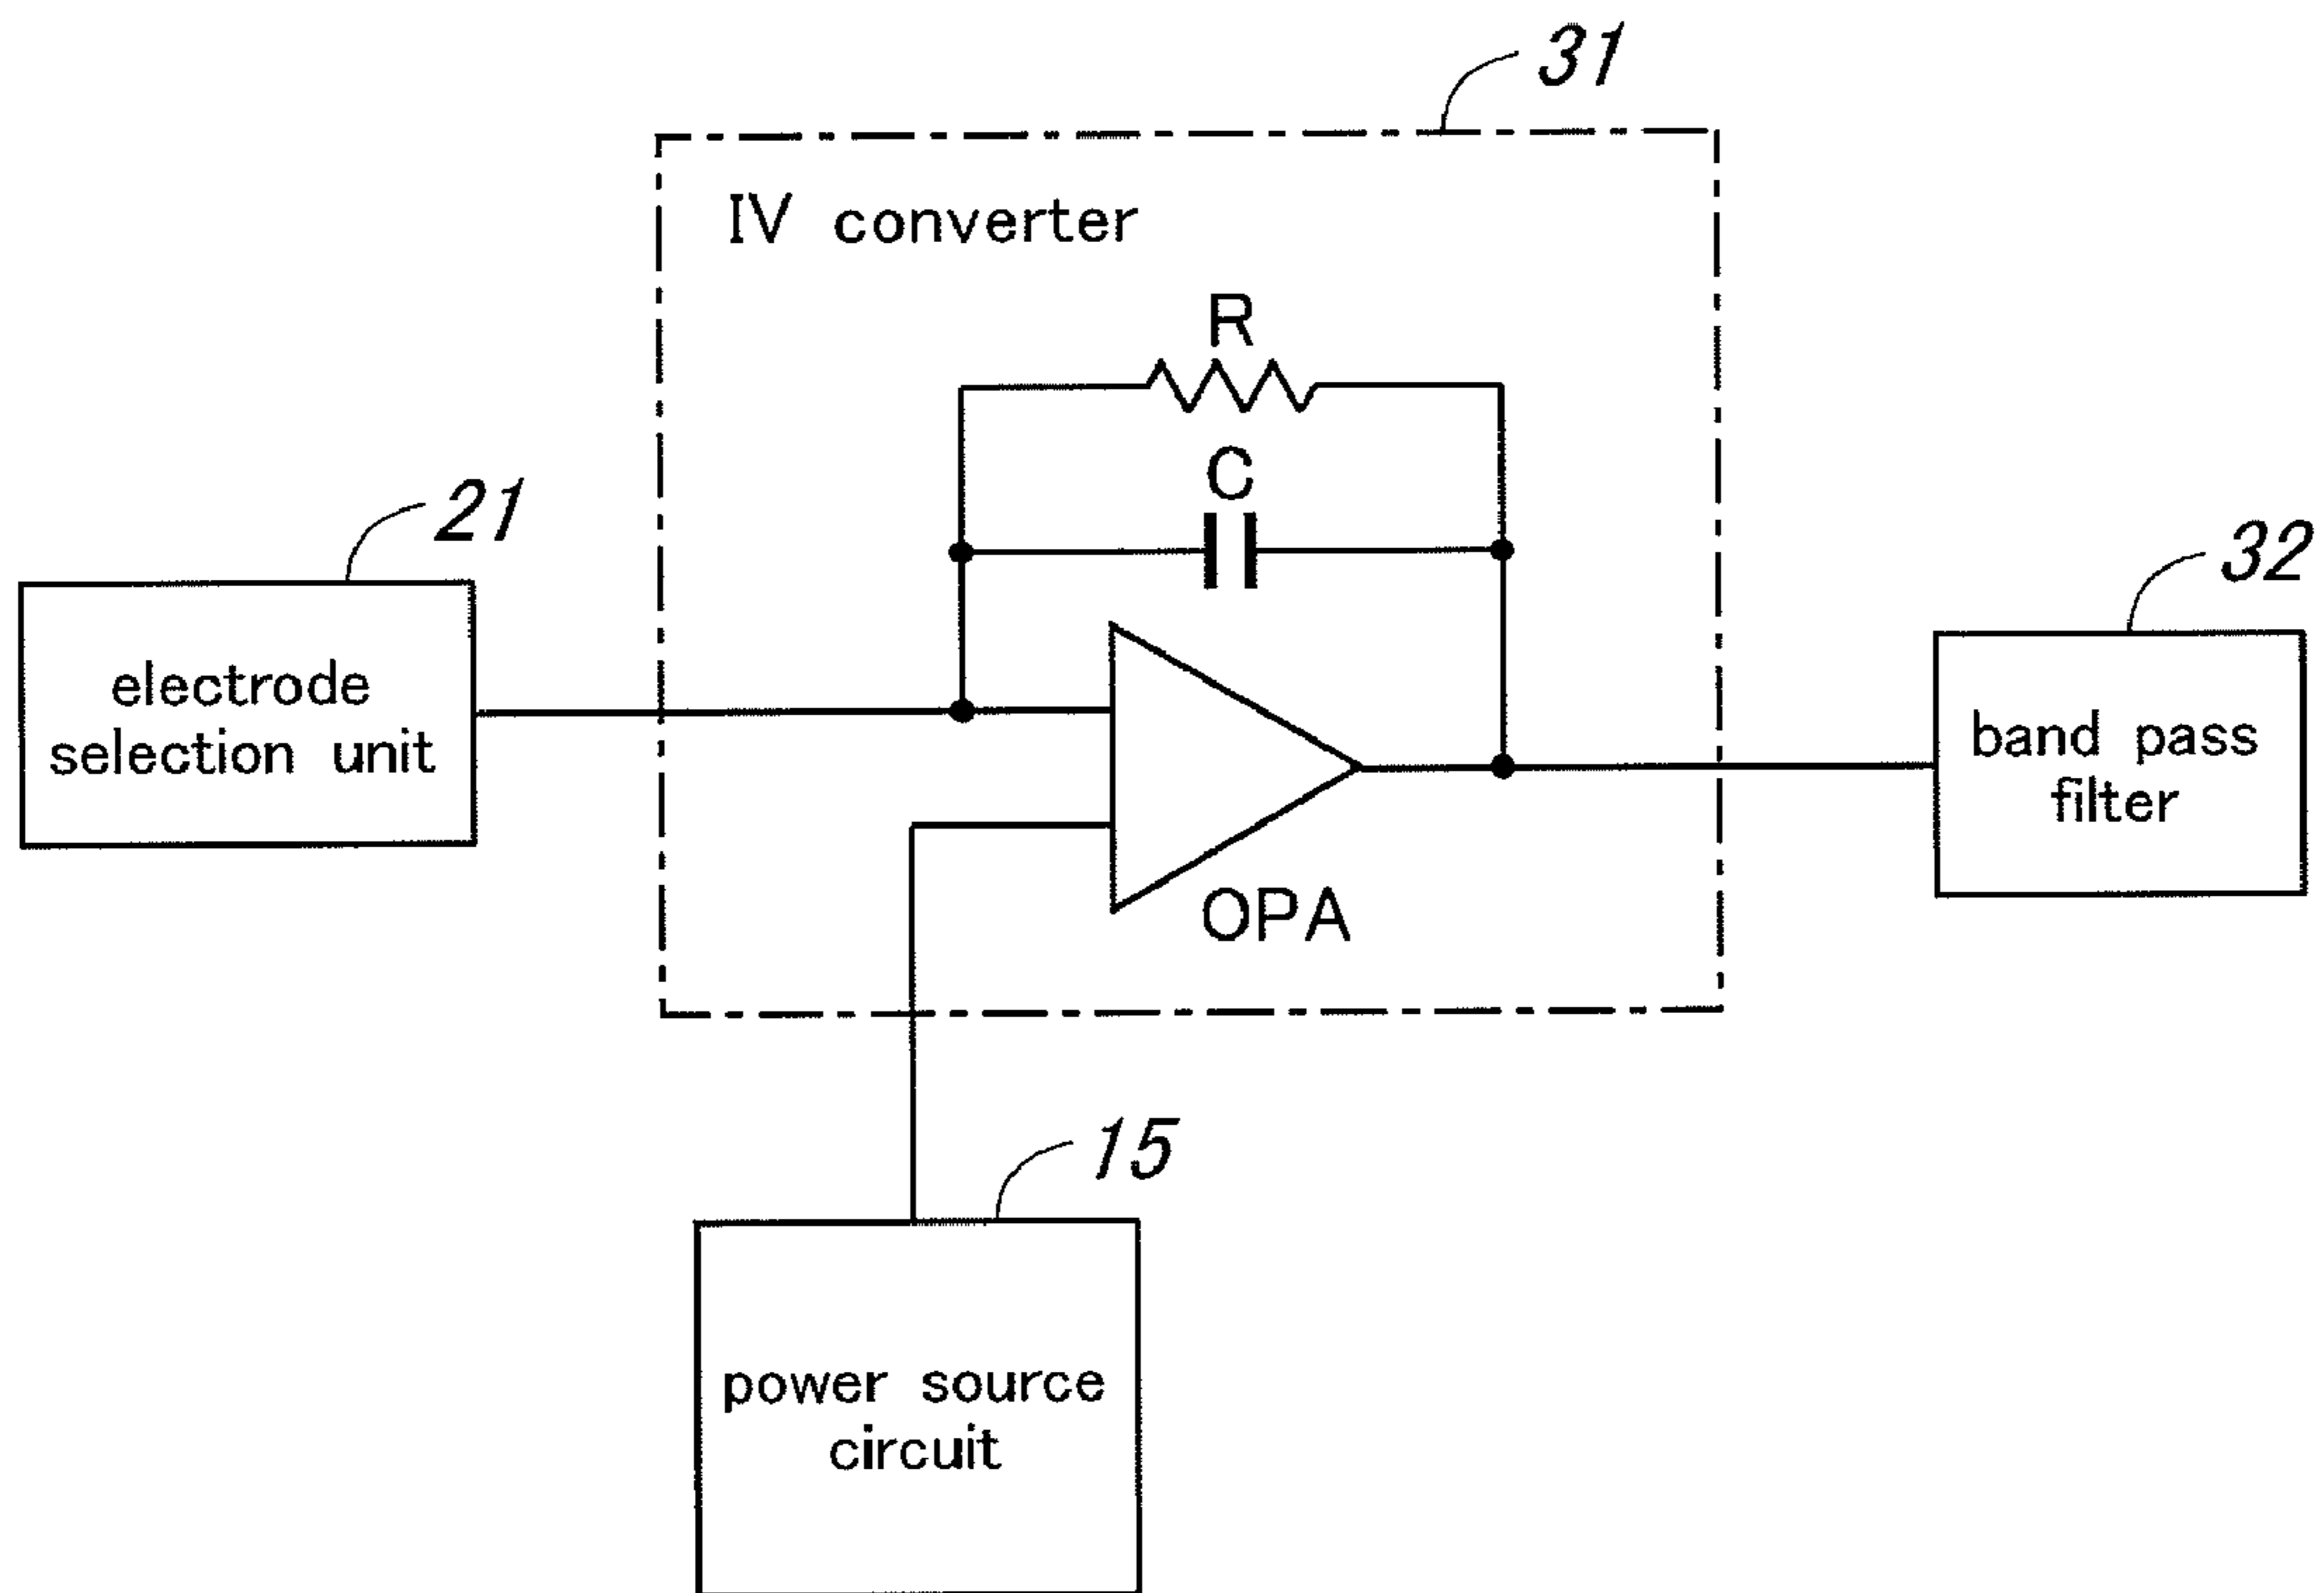 31
IV converter
R
C
21
32
electrode
selection unit
band pass
filter
OPA
15
power source
circuit